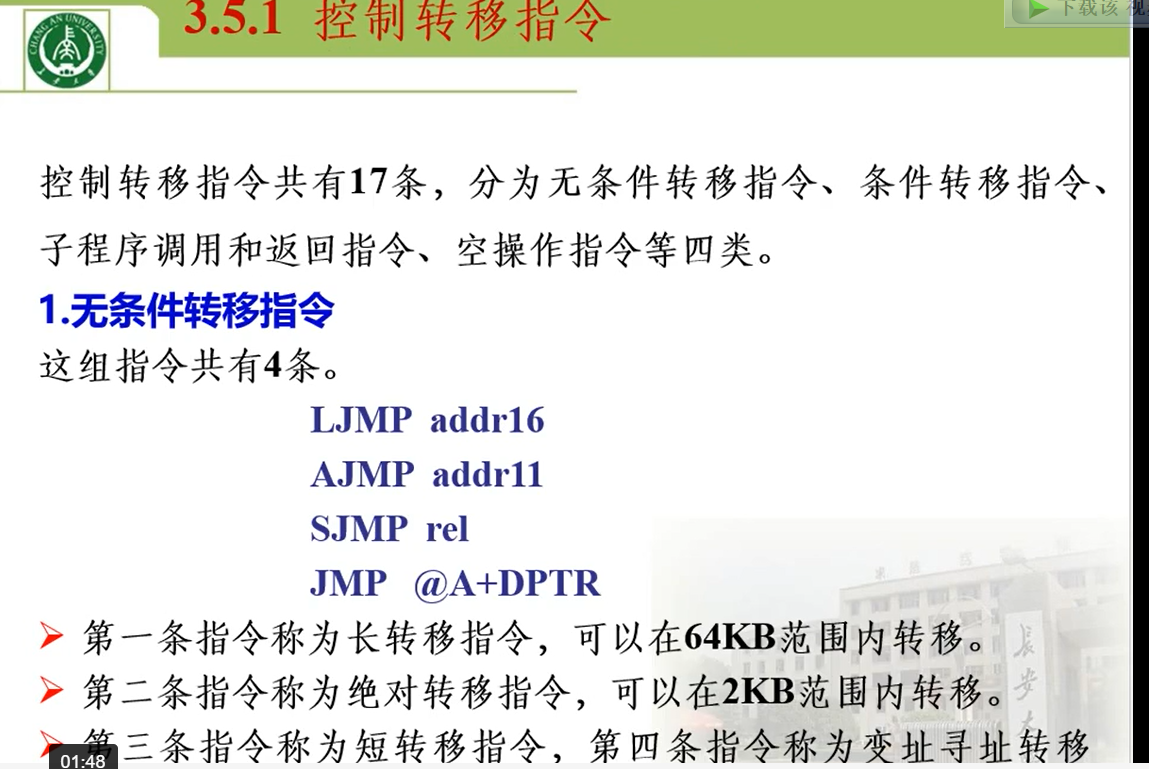 3.5.1 控制转移指令
下载该视
CHANG'AN UNIVERSITY
控制转移指令共有17条，分为无条件转移指令、条件转移指令、
子程序调用和返回指令、空操作指令等四类。
1.无条件转移指令
这组指令共有4条。
LJMP addr16
AJMP addr11
SJMP rel
JMP @A+DPTR
➢ 第一条指令称为长转移指令，可以在64KB范围内转移。
➢ 第二条指令称为绝对转移指令，可以在2KB范围内转移。
➢ 第三条指令称为短转移指令，第四条指令称为变址寻址转移
01:48
长安大